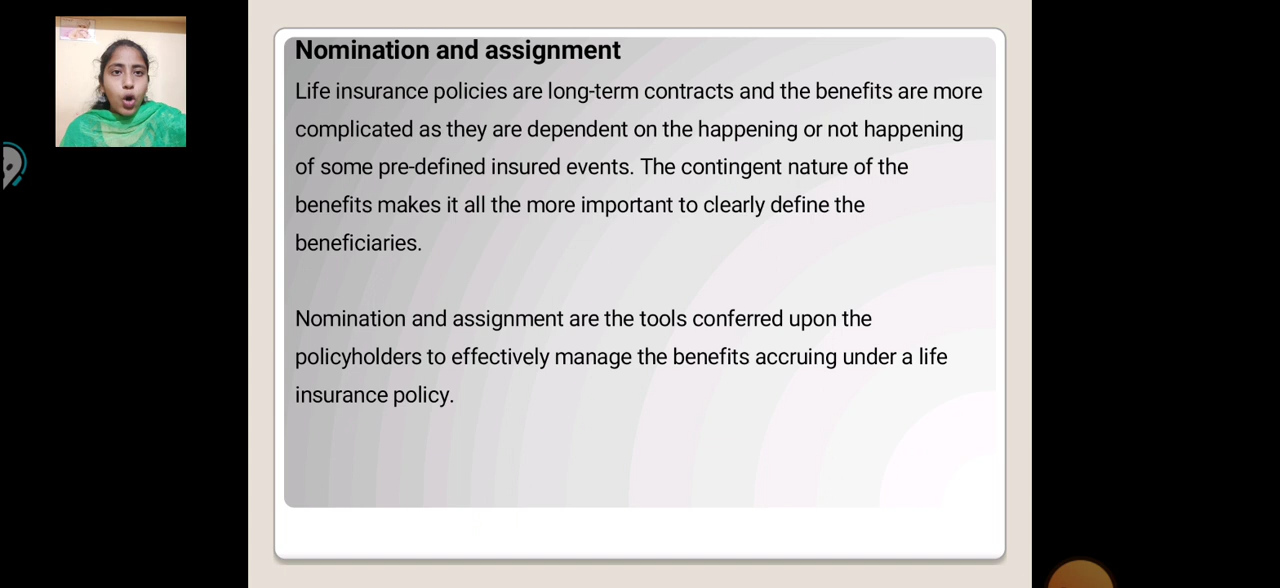 Nomination and assignment
Life insurance policies are long-term contracts and the benefits are more
complicated as they are dependent on the happening or not happening
of some pre-defined insured events. The contingent nature of the
benefits makes it all the more important to clearly define the
beneficiaries.
Nomination and assignment are the tools conferred upon the
policyholders to effectively manage the benefits accruing under a life
insurance policy.